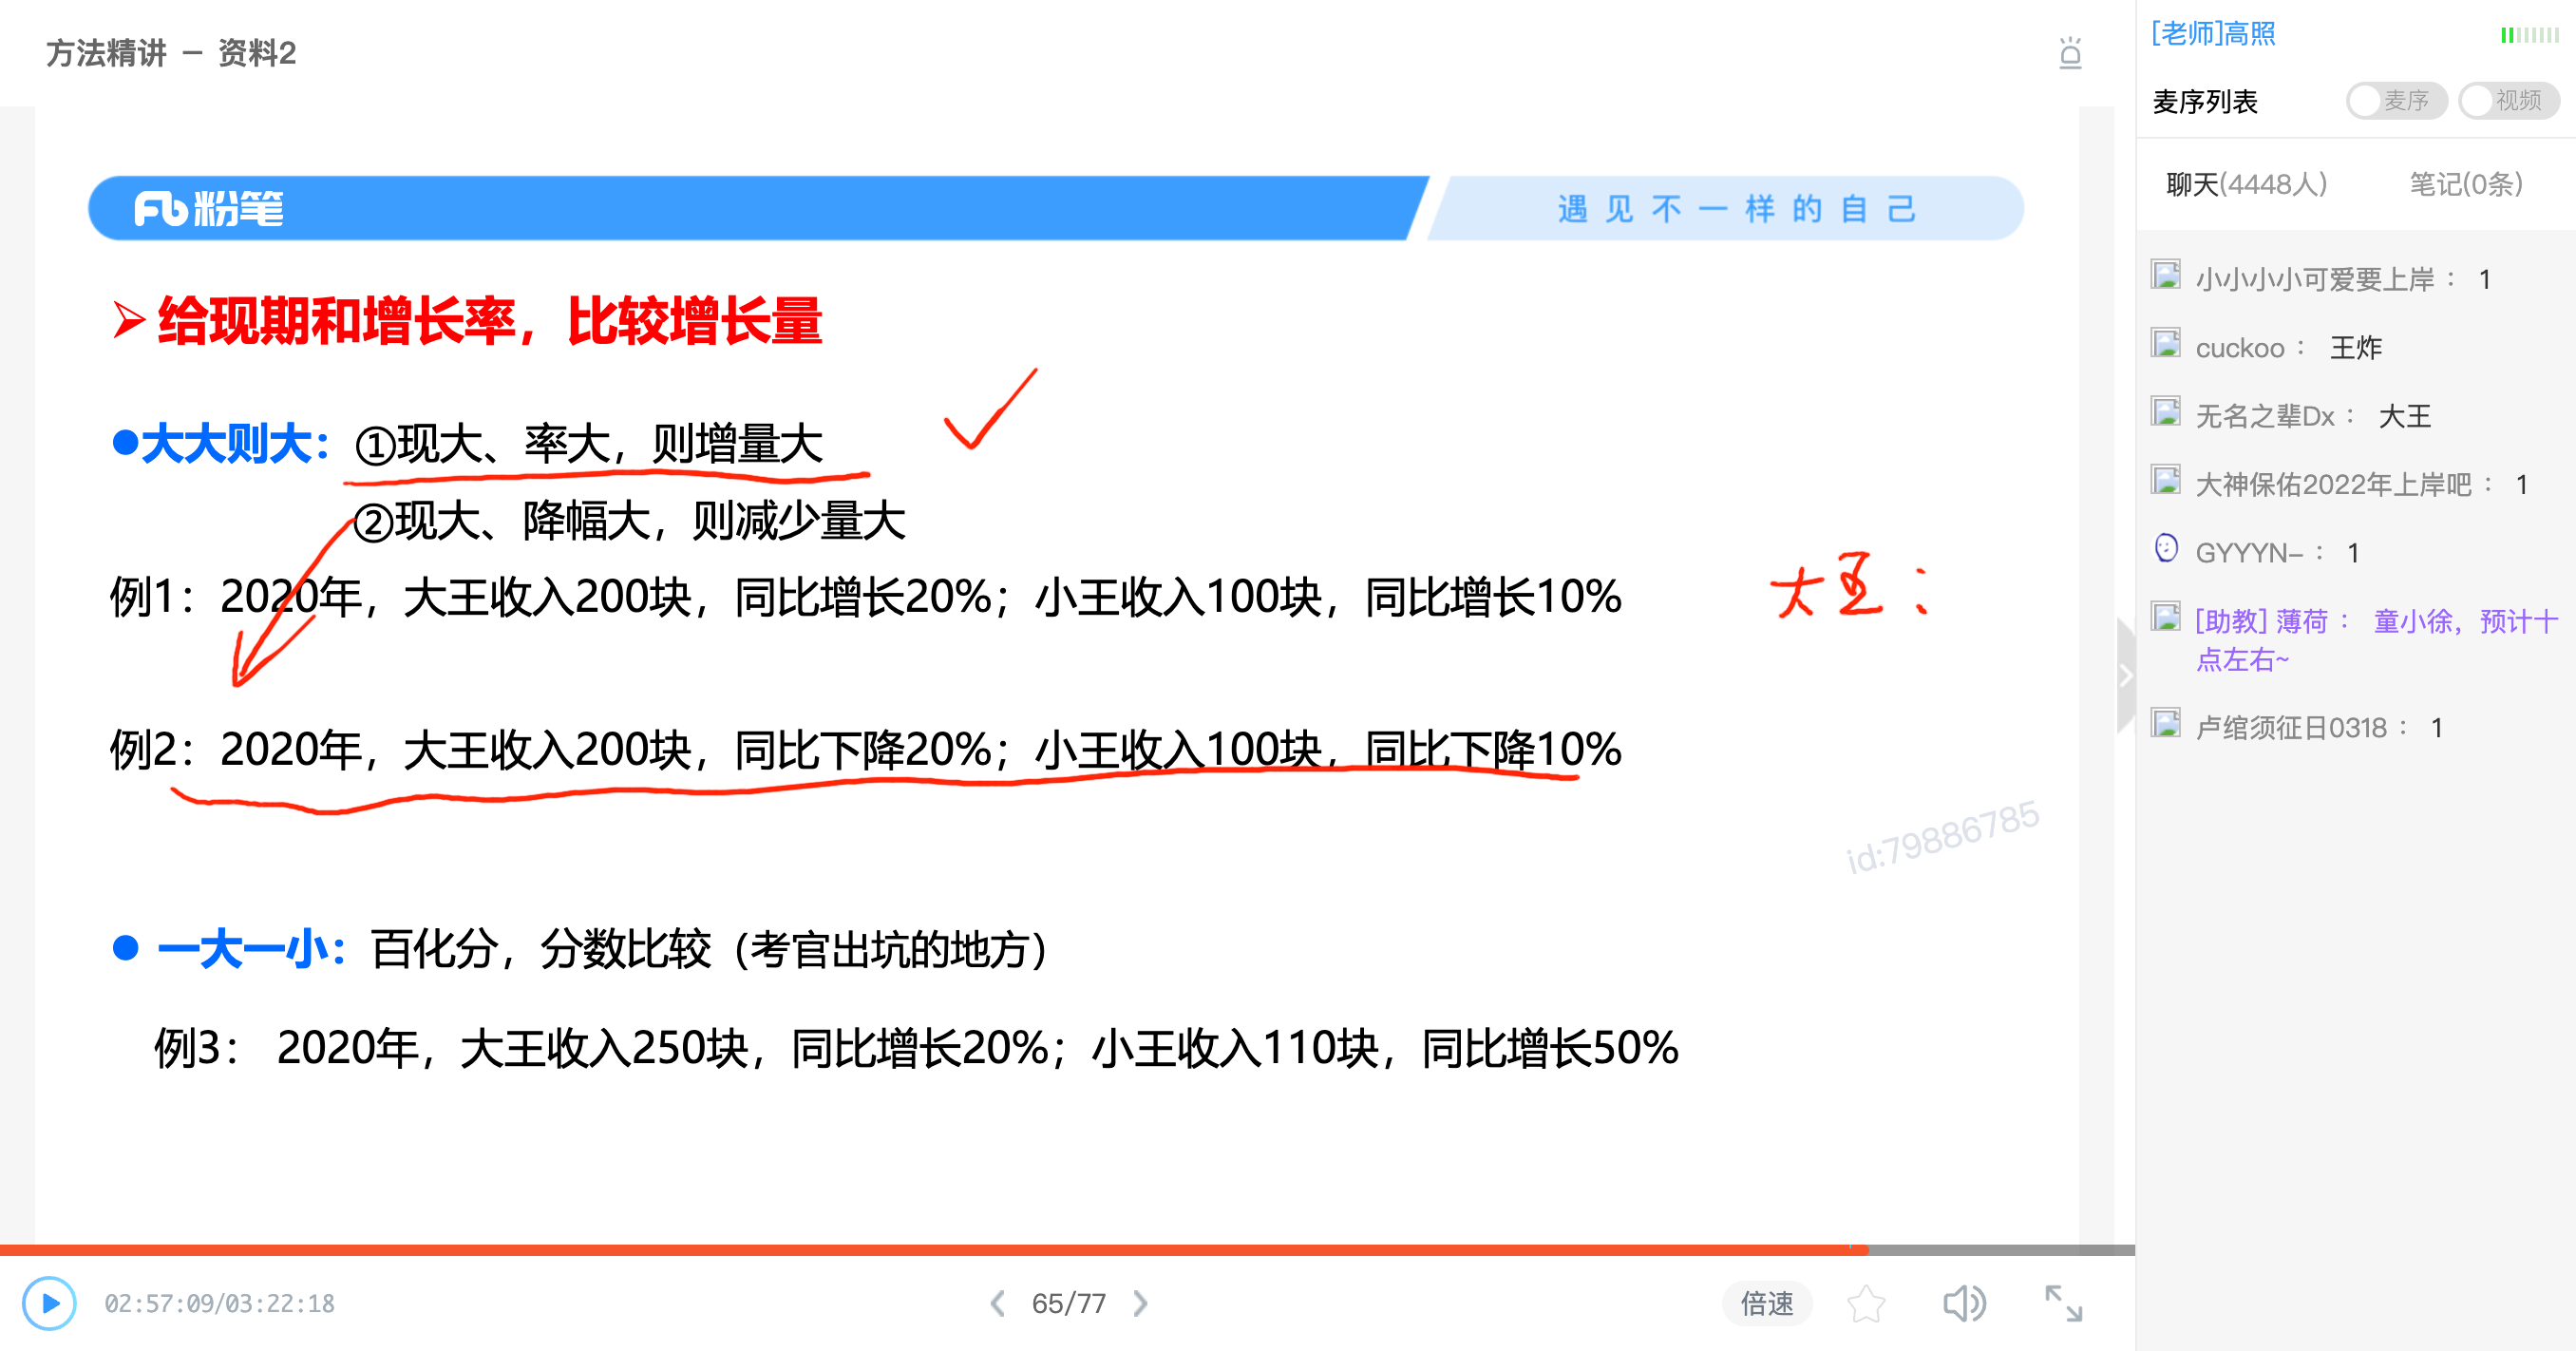 方法精讲 － 资料2
粉笔
遇见不一样的自己
给现期和增长率，比较增长量
大大则大：①现大、率大，则增量大
②现大、降幅大，则减少量大
例1：2020年，大王收入200块，同比增长20%；小王收入100块，同比增长10%
大王：
例2：2020年，大王收入200块，同比下降20%；小王收入100块，同比下降10%
id:79886785
一大一小：百化分，分数比较（考官出坑的地方）
例3： 2020年，大王收入250块，同比增长20%；小王收入110块，同比增长50%
02:57:09/03:22:18
65/77
倍速
[老师]高照
麦序列表 麦序 视频
聊天(4448人) 笔记(0条)
小小小小可爱要上岸： 1
cuckoo： 王炸
无名之辈Dx： 大王
大神保佑2022年上岸吧： 1
GYYYN–： 1
[助教] 薄荷： 童小徐，预计十
点左右~
卢绾须征日0318： 1